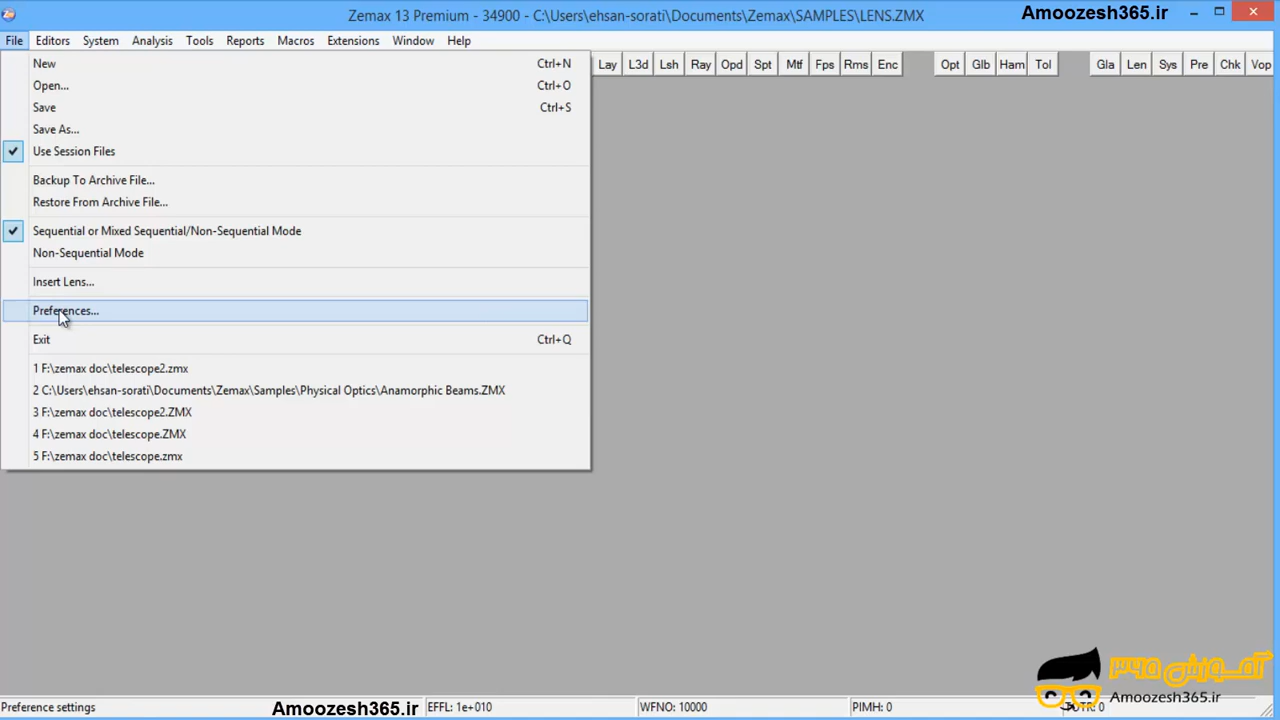 Zemax 13 Premium - 34900 - C:\Users\ehsan-sorati\Documents\Zemax\SAMPLES\LENS.ZMX
Amoozesh365.ir
File Editors System Analysis Tools Reports Macros Extensions Window Help
Lay L3d Lsh Ray Opd Spt Mtf Fps Rms Enc Opt Glb Ham Tol Gla Len Sys Pre Chk Vop
New Ctrl+N
Open... Ctrl+O
Save Ctrl+S
Save As...
Use Session Files
Backup To Archive File...
Restore From Archive File...
Sequential or Mixed Sequential/Non-Sequential Mode
Non-Sequential Mode
Insert Lens...
Preferences...
Exit Ctrl+Q
1 F:\zemax doc\telescope2.zmx
2 C:\Users\ehsan-sorati\Documents\Zemax\Samples\Physical Optics\Anamorphic Beams.ZMX
3 F:\zemax doc\telescope2.ZMX
4 F:\zemax doc\telescope.ZMX
5 F:\zemax doc\telescope.zmx
آموزش ۳۶۵
Amoozesh365.ir
Preference settings
Amoozesh365.ir
EFFL: 1e+010
WFNO: 10000
PIMH: 0